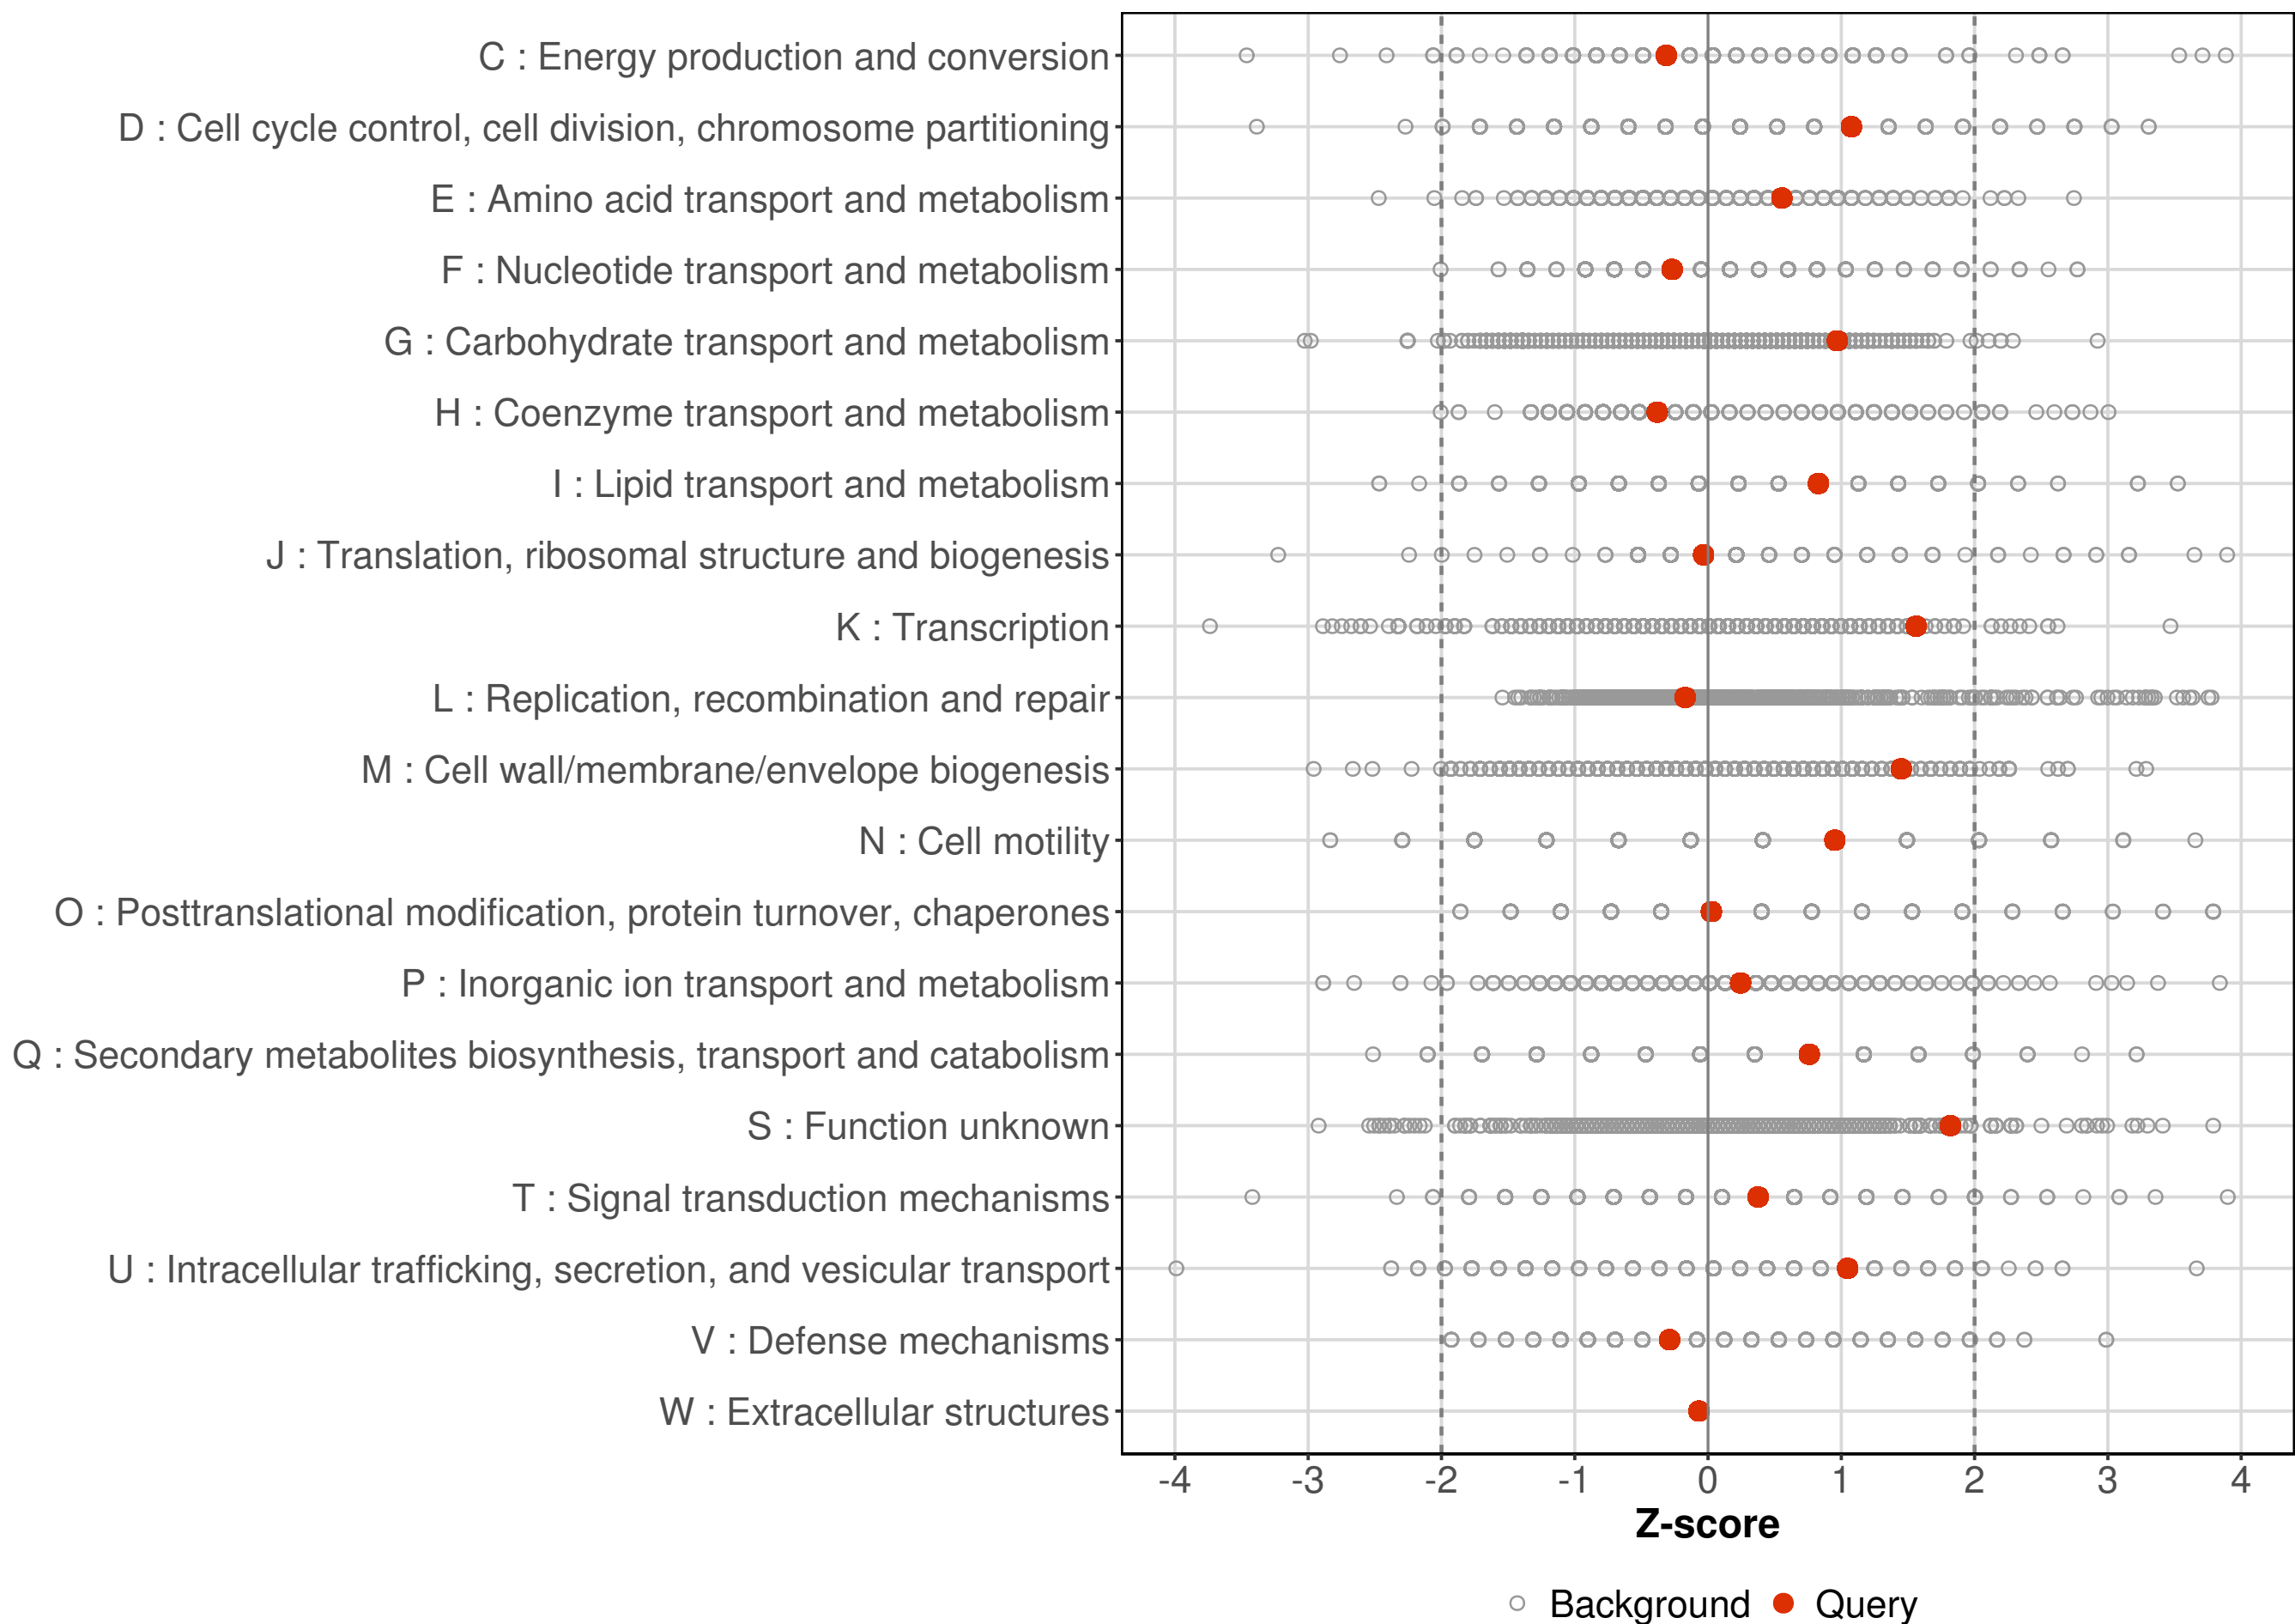 C : Energy production and conversion
D : Cell cycle control, cell division, chromosome partitioning
E : Amino acid transport and metabolism
F : Nucleotide transport and metabolism
G : Carbohydrate transport and metabolism
H : Coenzyme transport and metabolism
I : Lipid transport and metabolism
J : Translation, ribosomal structure and biogenesis
K : Transcription
L : Replication, recombination and repair
M : Cell wall/membrane/envelope biogenesis
N : Cell motility
O : Posttranslational modification, protein turnover, chaperones
P : Inorganic ion transport and metabolism
Q : Secondary metabolites biosynthesis, transport and catabolism
S : Function unknown
T : Signal transduction mechanisms
U : Intracellular trafficking, secretion, and vesicular transport
V : Defense mechanisms
W : Extracellular structures
-4 -3 -2 -1 0 1 2 3 4
Z-score
Background Query